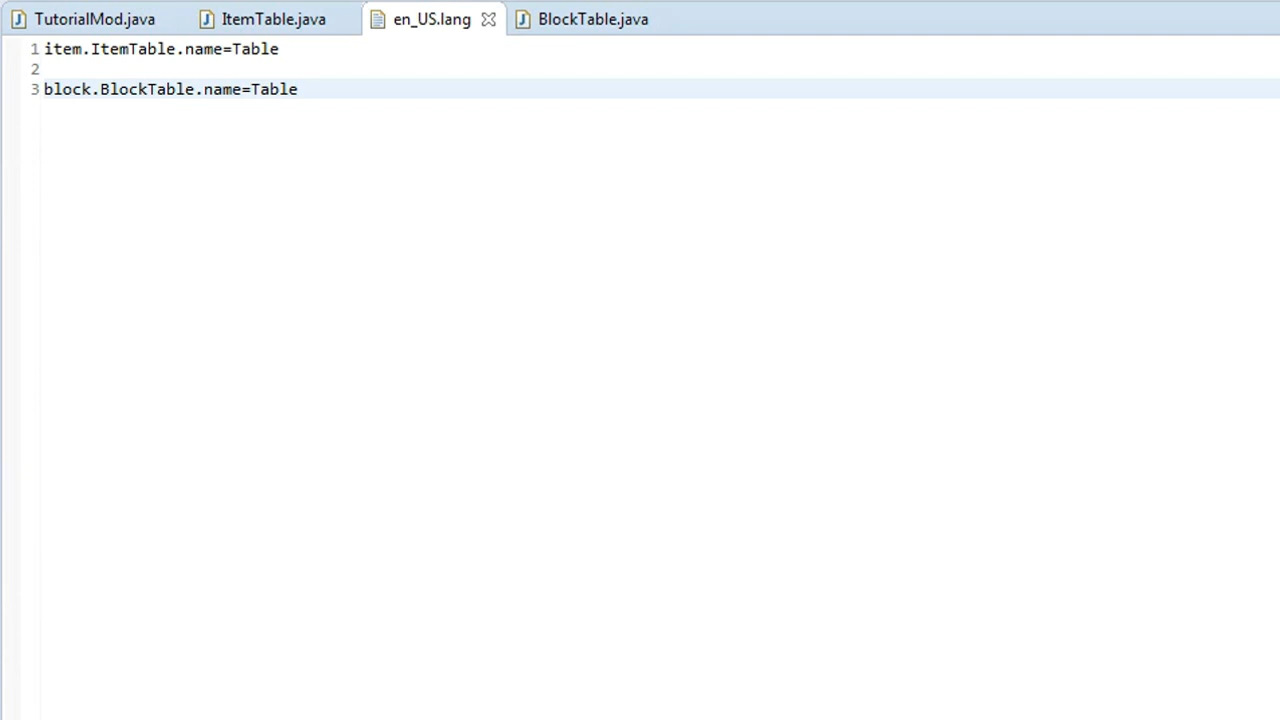 TutorialMod.java ItemTable.java en_US.lang BlockTable.java
1 item.ItemTable.name=Table
2
3 block.BlockTable.name=Table